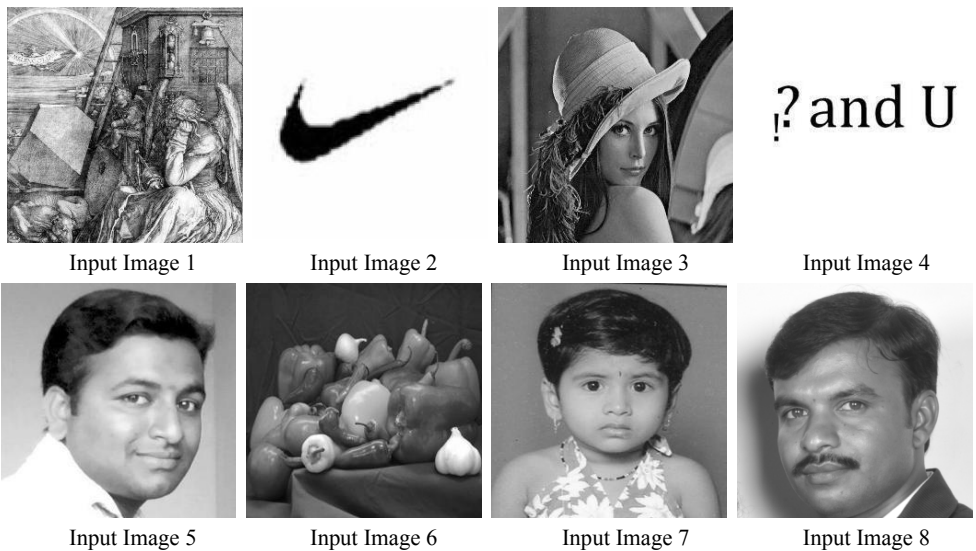 Input Image 1
Input Image 2
Input Image 3
!? and U
Input Image 4
Input Image 5
Input Image 6
Input Image 7
Input Image 8